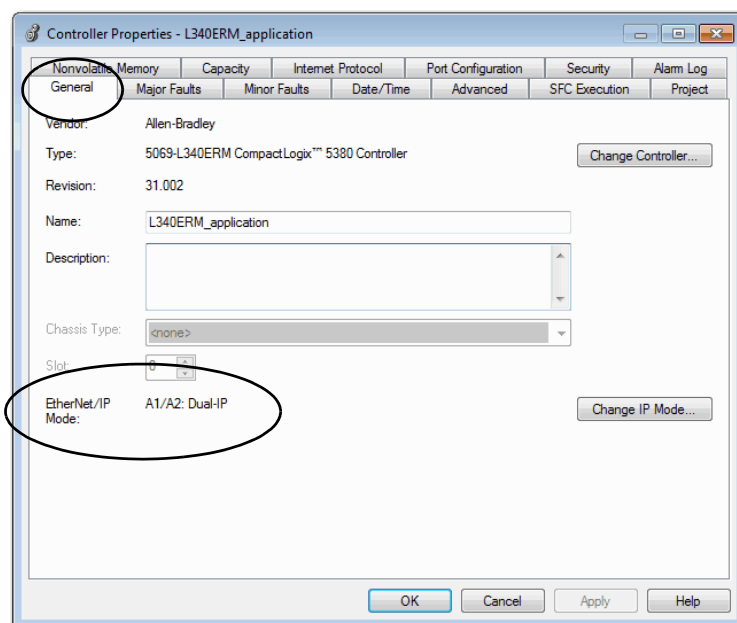 Controller Properties - L340ERM_application
Nonvolatile Memory Capacity Internet Protocol Port Configuration Security Alarm Log
General Major Faults Minor Faults Date/Time Advanced SFC Execution Project
Vendor: Allen-Bradley
Type: 5069-L340ERM CompactLogix™ 5380 Controller Change Controller...
Revision: 31.002
Name: L340ERM_application
Description:
Chassis Type: <none>
Slot: 0
EtherNet/IP A1/A2: Dual-IP Change IP Mode...
Mode:
OK Cancel Apply Help